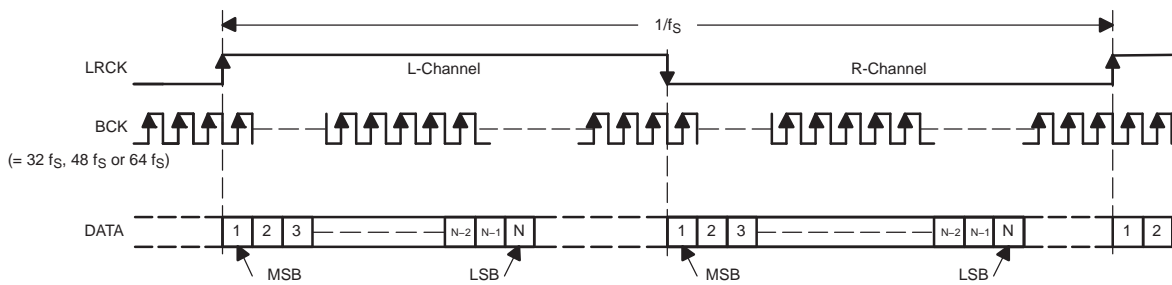 1/fS
LRCK
L-Channel
R-Channel
BCK
(= 32 fS, 48 fS or 64 fS)
DATA
1 2 3 N–2 N–1 N 1 2 3 N–2 N–1 N 1 2
MSB LSB MSB LSB